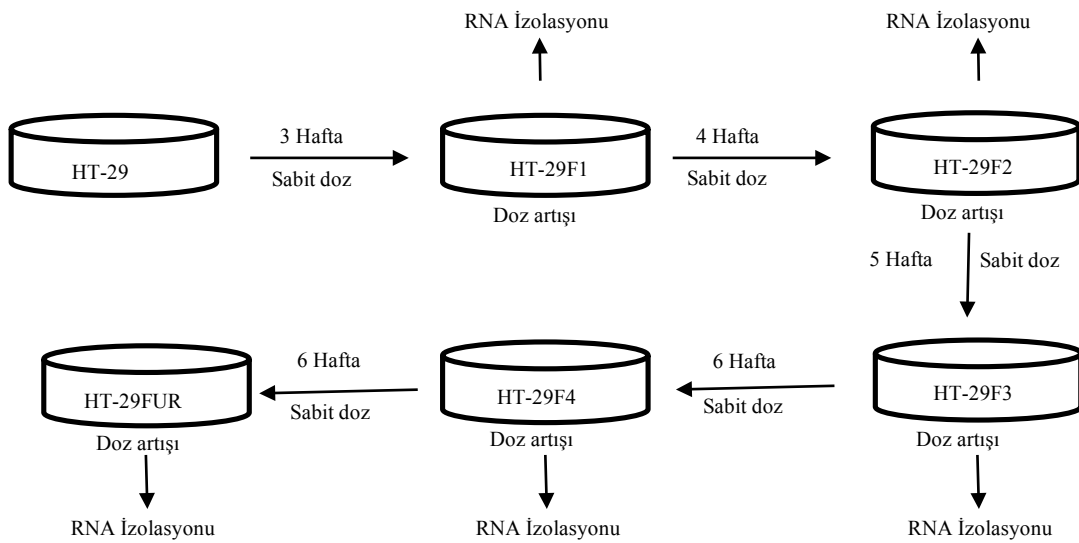 RNA İzolasyonu
RNA İzolasyonu
HT-29
3 Hafta
Sabit doz
HT-29F1
Doz artışı
4 Hafta
Sabit doz
HT-29F2
Doz artışı
5 Hafta
Sabit doz
HT-29F3
Doz artışı
RNA İzolasyonu
6 Hafta
Sabit doz
HT-29F4
Doz artışı
RNA İzolasyonu
6 Hafta
Sabit doz
HT-29FUR
Doz artışı
RNA İzolasyonu